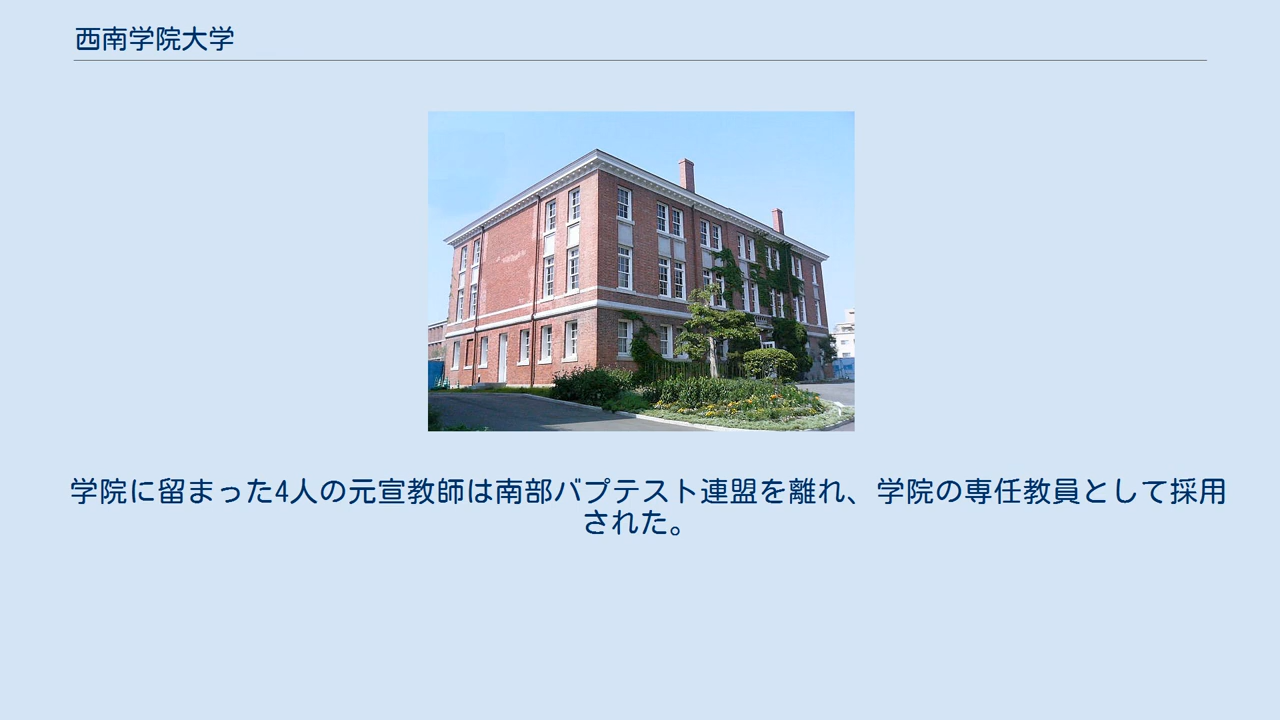 西南学院大学
学院に留まった4人の元宣教師は南部バプテスト連盟を離れ、学院の専任教員として採用
された。